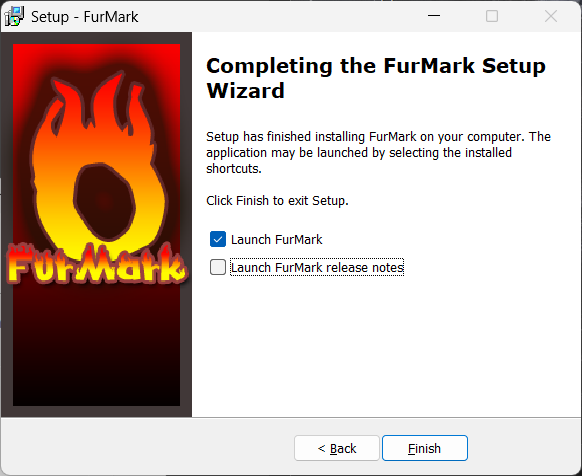 Setup - FurMark
Completing the FurMark Setup
Wizard
Setup has finished installing FurMark on your computer. The
application may be launched by selecting the installed
shortcuts.
Click Finish to exit Setup.
Launch FurMark
Launch FurMark release notes
FurMark
< Back
Finish